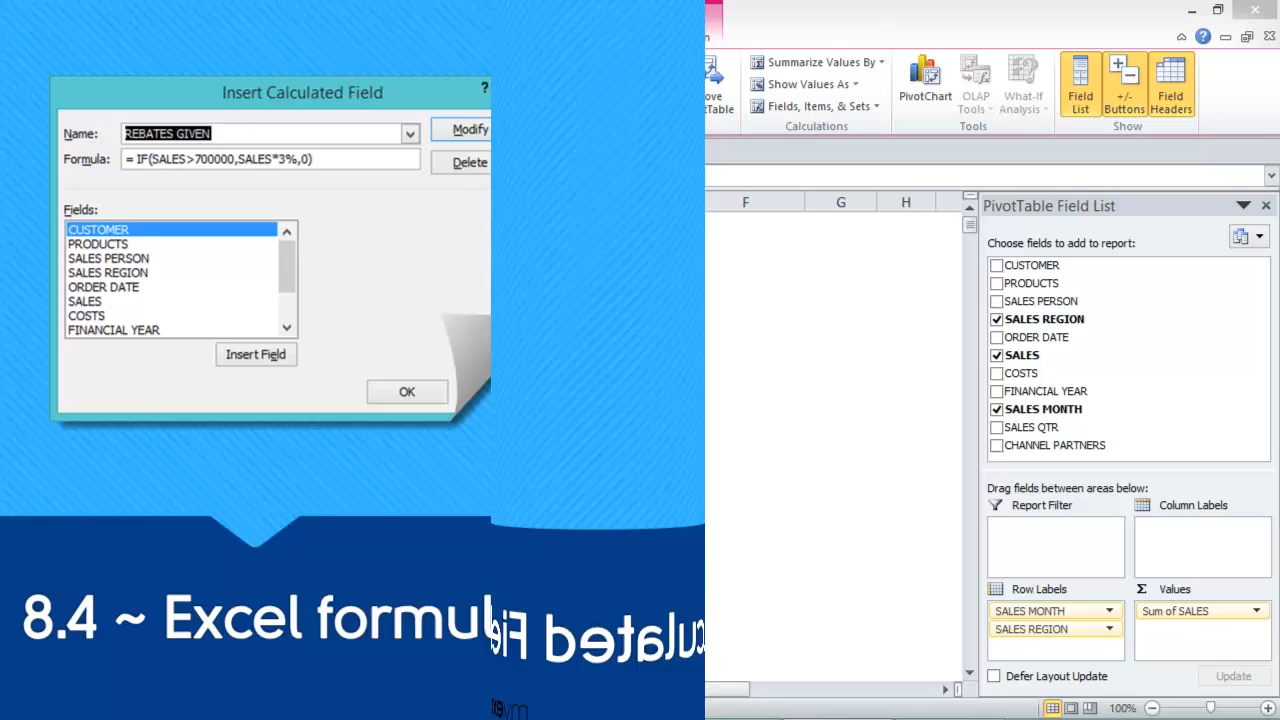 Insert Calculated Field
?
Name: REBATES GIVEN
Modify
Formula: = IF(SALES>700000,SALES*3%,0)
Delete
Fields:
CUSTOMER
PRODUCTS
SALES PERSON
SALES REGION
ORDER DATE
SALES
COSTS
FINANCIAL YEAR
Insert Field
OK
8.4 ~ Excel formul
culated Fie
Summarize Values By
Show Values As
Fields, Items, & Sets
Calculations
PivotChart
OLAP Tools
What-If Analysis
Tools
Field List
+/- Buttons
Field Headers
Show
F G H
PivotTable Field List
Choose fields to add to report:
CUSTOMER
PRODUCTS
SALES PERSON
SALES REGION
ORDER DATE
SALES
COSTS
FINANCIAL YEAR
SALES MONTH
SALES QTR
CHANNEL PARTNERS
Drag fields between areas below:
Report Filter
Column Labels
Row Labels
Σ Values
SALES MONTH
Sum of SALES
SALES REGION
Defer Layout Update
Update
100%